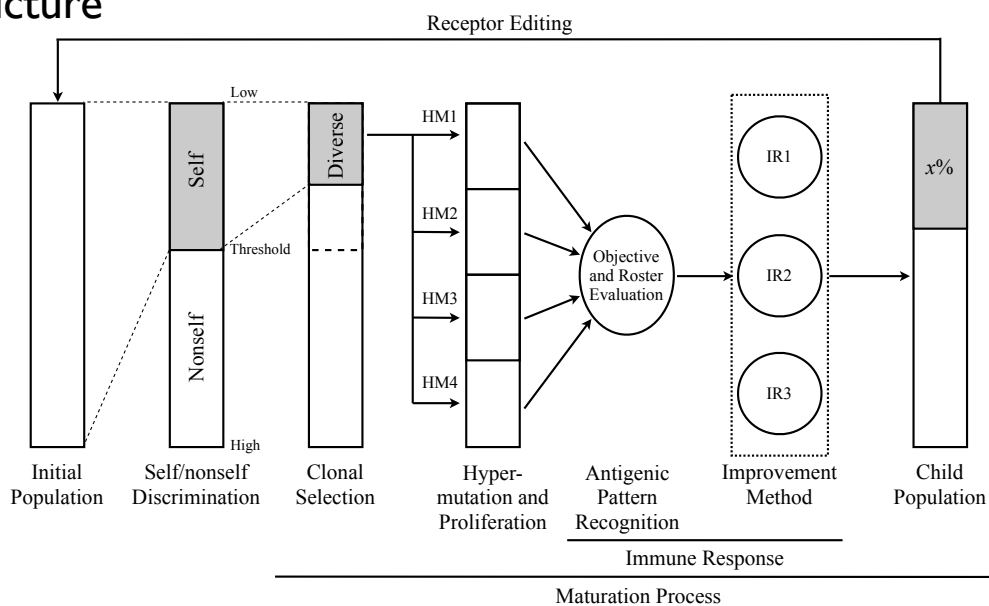 ucture
Receptor Editing
Low
Self
Diverse
HM1
IR1
x%
HM2
Threshold
Objective
and Roster
Evaluation
IR2
HM3
Nonself
HM4
IR3
High
Initial
Population
Self/nonself
Discrimination
Clonal
Selection
Hyper-
mutation and
Proliferation
Antigenic
Pattern
Recognition
Improvement
Method
Child
Population
Immune Response
Maturation Process